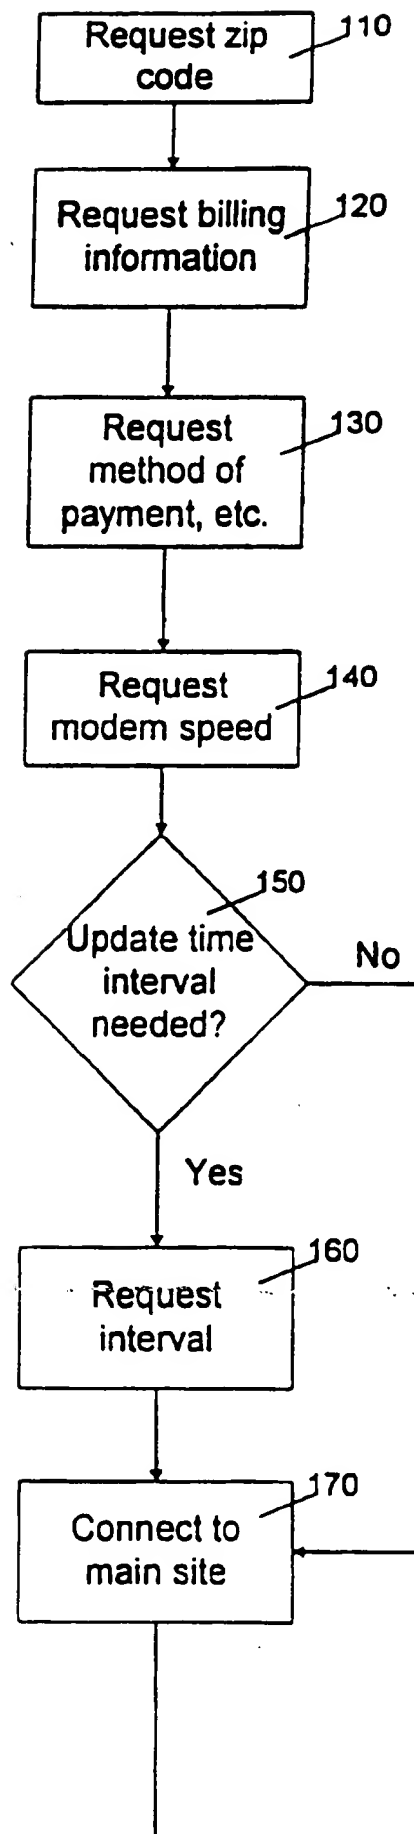 Request zip
code
110
Request billing
information
120
Request
method of
payment, etc.
130
Request
modem speed
140
150
Update time
interval
needed?
No
Yes
160
Request
interval
170
Connect to
main site